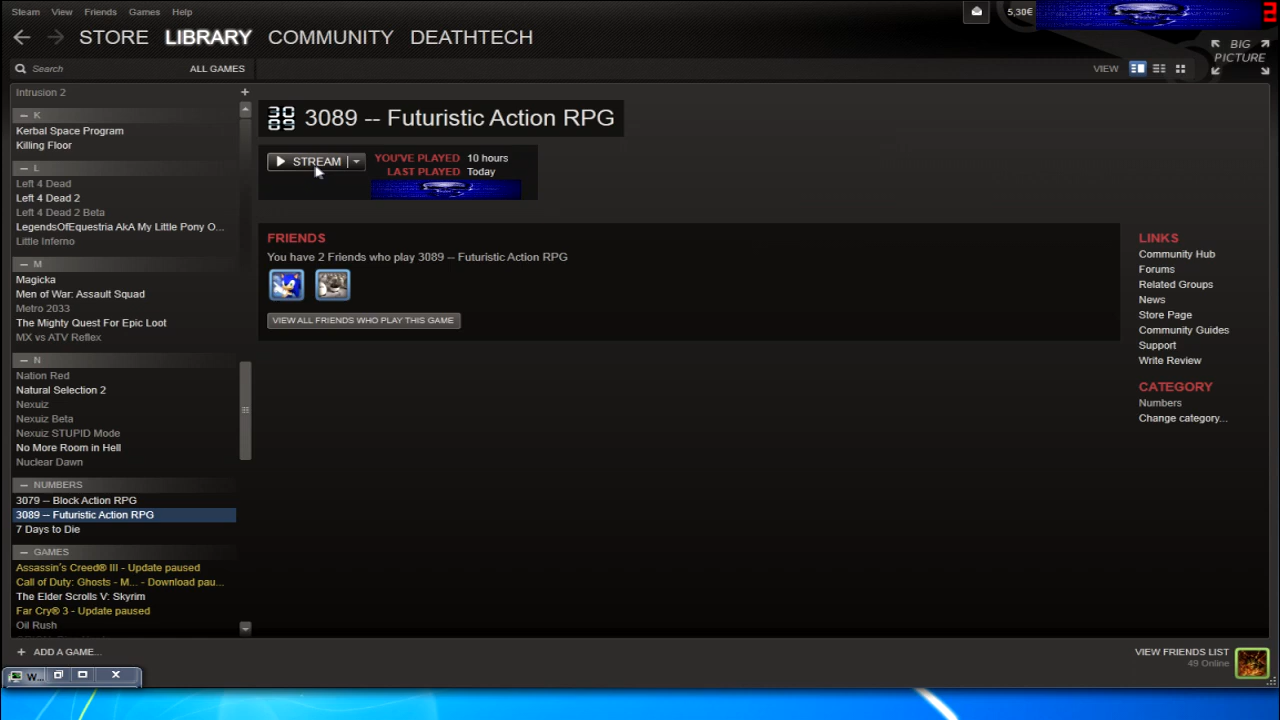 Steam View Friends Games Help
5,30€
2
STORE LIBRARY COMMUNITY DEATHTECH
BIG PICTURE
Search ALL GAMES
VIEW
Intrusion 2 +
– K
Kerbal Space Program
Killing Floor
– L
Left 4 Dead
Left 4 Dead 2
Left 4 Dead 2 Beta
LegendsOfEquestria AkA My Little Pony O...
Little Inferno
– M
Magicka
Men of War: Assault Squad
Metro 2033
The Mighty Quest For Epic Loot
MX vs ATV Reflex
– N
Nation Red
Natural Selection 2
Nexuiz
Nexuiz Beta
Nexuiz STUPID Mode
No More Room in Hell
Nuclear Dawn
– NUMBERS
3079 -- Block Action RPG
3089 -- Futuristic Action RPG
7 Days to Die
– GAMES
Assassin's Creed® III - Update paused
Call of Duty: Ghosts - M... - Download pau...
The Elder Scrolls V: Skyrim
Far Cry® 3 - Update paused
Oil Rush
+ ADD A GAME...
W...
3089 3089 -- Futuristic Action RPG
STREAM
YOU'VE PLAYED 10 hours
LAST PLAYED Today
FRIENDS
You have 2 Friends who play 3089 -- Futuristic Action RPG
VIEW ALL FRIENDS WHO PLAY THIS GAME
LINKS
Community Hub
Forums
Related Groups
News
Store Page
Community Guides
Support
Write Review
CATEGORY
Numbers
Change category...
VIEW FRIENDS LIST
49 Online